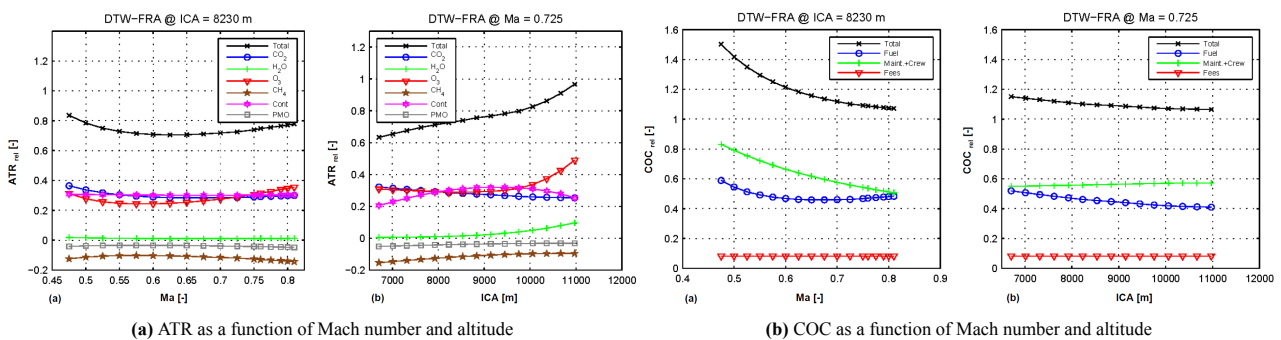 DTW-FRA @ ICA = 8230 m
1.2
1
0.8
0.6
0.4
0.2
0
−0.2
ATR rel [-]
Total
CO2
H2O
O3
CH4
Cont
PMO
0.45 0.5 0.55 0.6 0.65 0.7 0.75 0.8
(a)
Ma [-]
DTW-FRA @ Ma = 0.725
1.2
1
0.8
0.6
0.4
0.2
0
−0.2
ATR rel [-]
Total
CO2
H2O
O3
CH4
Cont
PMO
7000 8000 9000 10000 11000 12000
(b)
ICA [m]
(a) ATR as a function of Mach number and altitude
DTW-FRA @ ICA = 8230 m
1.6
1.4
1.2
1
0.8
0.6
0.4
0.2
0
COC rel [-]
Total
Fuel
Maint.+Crew
Fees
0.4 0.5 0.6 0.7 0.8 0.9
(a)
Ma [-]
DTW-FRA @ Ma = 0.725
1.6
1.4
1.2
1
0.8
0.6
0.4
0.2
0
COC rel [-]
Total
Fuel
Maint.+Crew
Fees
7000 8000 9000 10000 11000 12000
(b)
ICA [m]
(b) COC as a function of Mach number and altitude